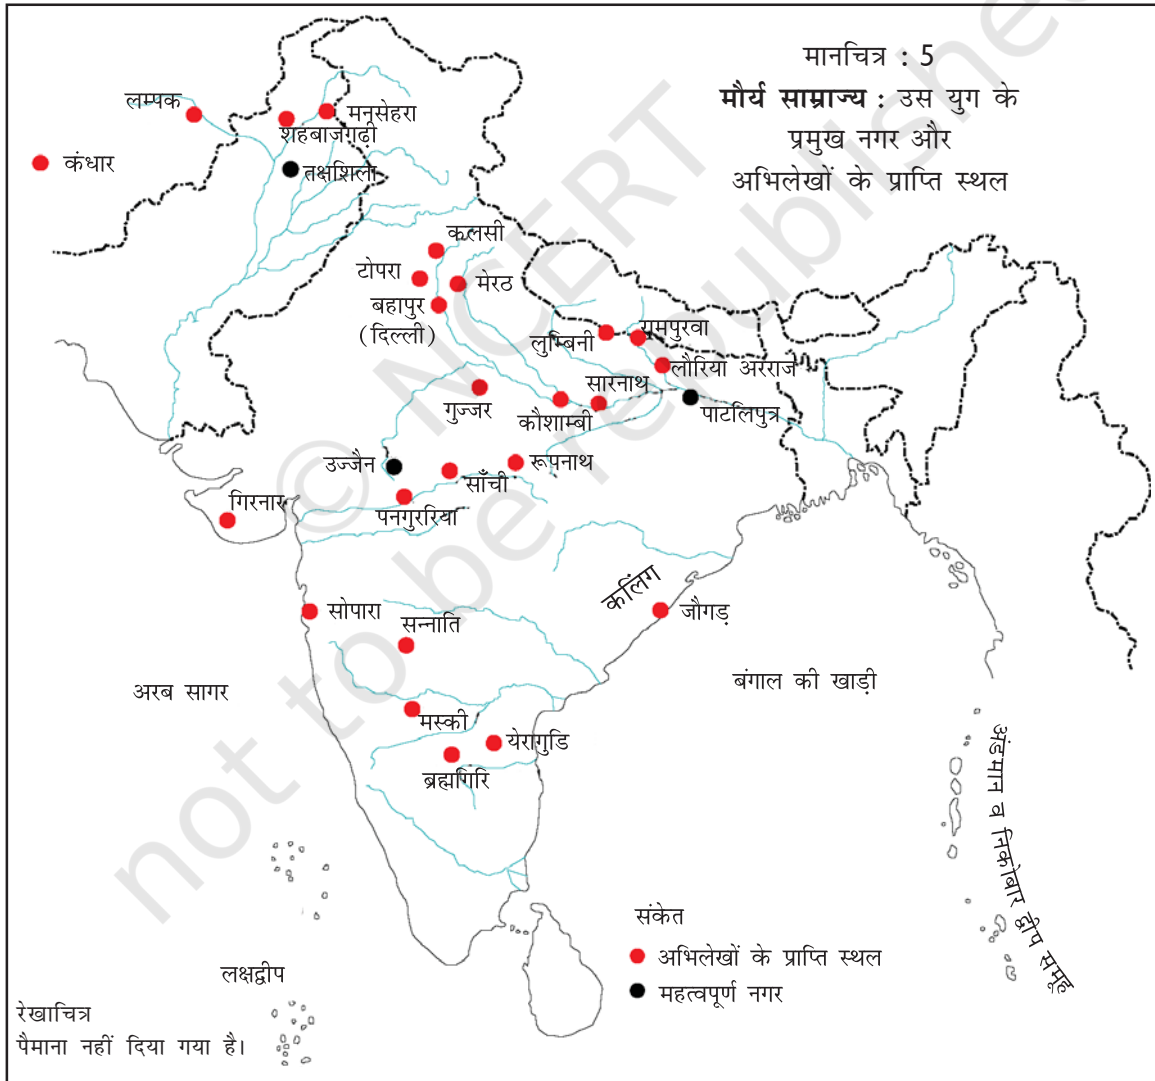 मानचित्र : 5
मौर्य साम्राज्य : उस युग के
प्रमुख नगर और
अभिलेखों के प्राप्ति स्थल
लम्पक
मनसेहरा
शहबाजगढ़ी
कंधार
तक्षशिला
कलसी
टोपरा
मेरठ
बहापुर
(दिल्ली)
लुम्बिनी
रामपुरवा
लौरिया अरराज
सारनाथ
गुज्जर
कौशाम्बी
पाटलिपुत्र
उज्जैन
साँची
रूपनाथ
गिरनार
पनगुररिया
कलिंग
सोपारा
जौगड़
सन्नाति
अरब सागर
बंगाल की खाड़ी
मस्की
येरागुडि
ब्रह्मगिरि
अंडमान व निकोबार द्वीप समूह
संकेत
अभिलेखों के प्राप्ति स्थल
महत्वपूर्ण नगर
लक्षद्वीप
रेखाचित्र
पैमाना नहीं दिया गया है।
© NCERT
not to be republished